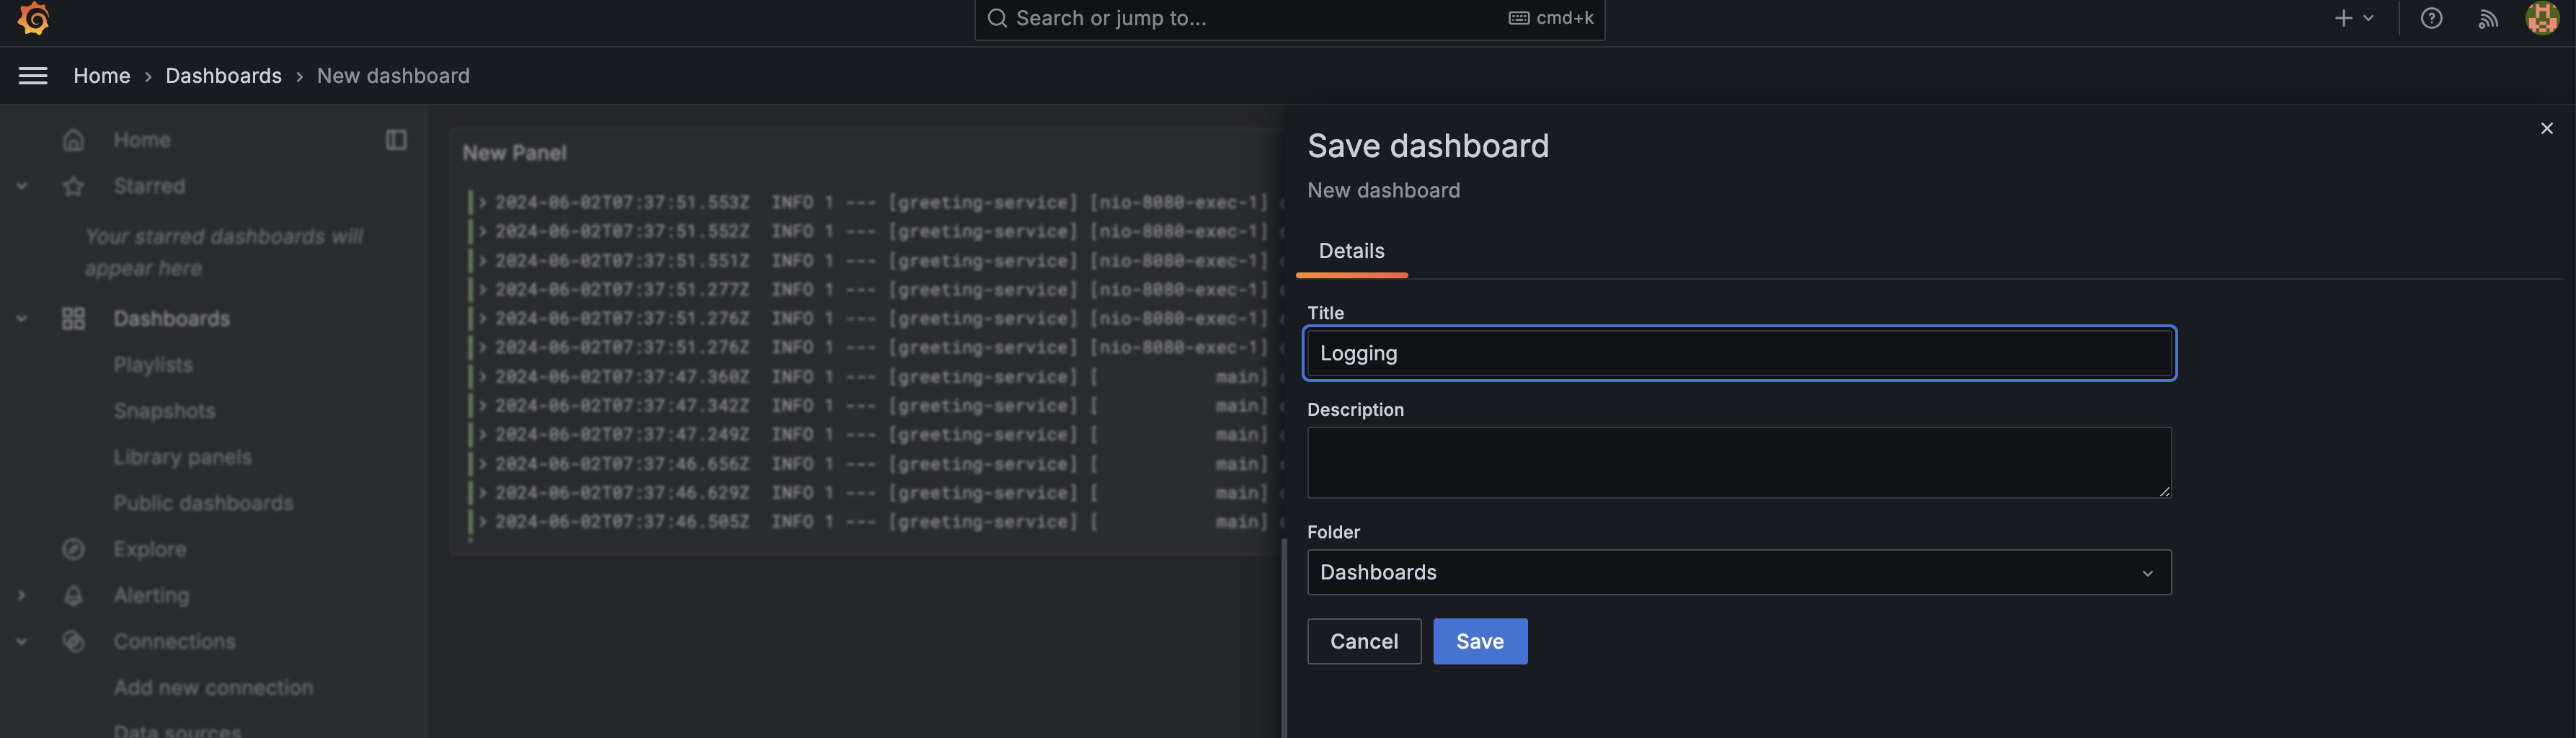 Search or jump to...
cmd+k
Home › Dashboards › New dashboard
Home
Starred
Your starred dashboards will
appear here
Dashboards
Playlists
Snapshots
Library panels
Public dashboards
Explore
Alerting
Connections
Add new connection
Data sources
New Panel
2024-06-02T07:37:51.553Z  INFO 1 --- [greeting-service] [nio-8080-exec-1]
2024-06-02T07:37:51.552Z  INFO 1 --- [greeting-service] [nio-8080-exec-1]
2024-06-02T07:37:51.551Z  INFO 1 --- [greeting-service] [nio-8080-exec-1]
2024-06-02T07:37:51.277Z  INFO 1 --- [greeting-service] [nio-8080-exec-1]
2024-06-02T07:37:51.276Z  INFO 1 --- [greeting-service] [nio-8080-exec-1]
2024-06-02T07:37:51.276Z  INFO 1 --- [greeting-service] [nio-8080-exec-1]
2024-06-02T07:37:47.360Z  INFO 1 --- [greeting-service] [           main]
2024-06-02T07:37:47.342Z  INFO 1 --- [greeting-service] [           main]
2024-06-02T07:37:47.249Z  INFO 1 --- [greeting-service] [           main]
2024-06-02T07:37:46.656Z  INFO 1 --- [greeting-service] [           main]
2024-06-02T07:37:46.629Z  INFO 1 --- [greeting-service] [           main]
2024-06-02T07:37:46.505Z  INFO 1 --- [greeting-service] [           main]
Save dashboard
New dashboard
Details
Title
Logging
Description
Folder
Dashboards
Cancel
Save